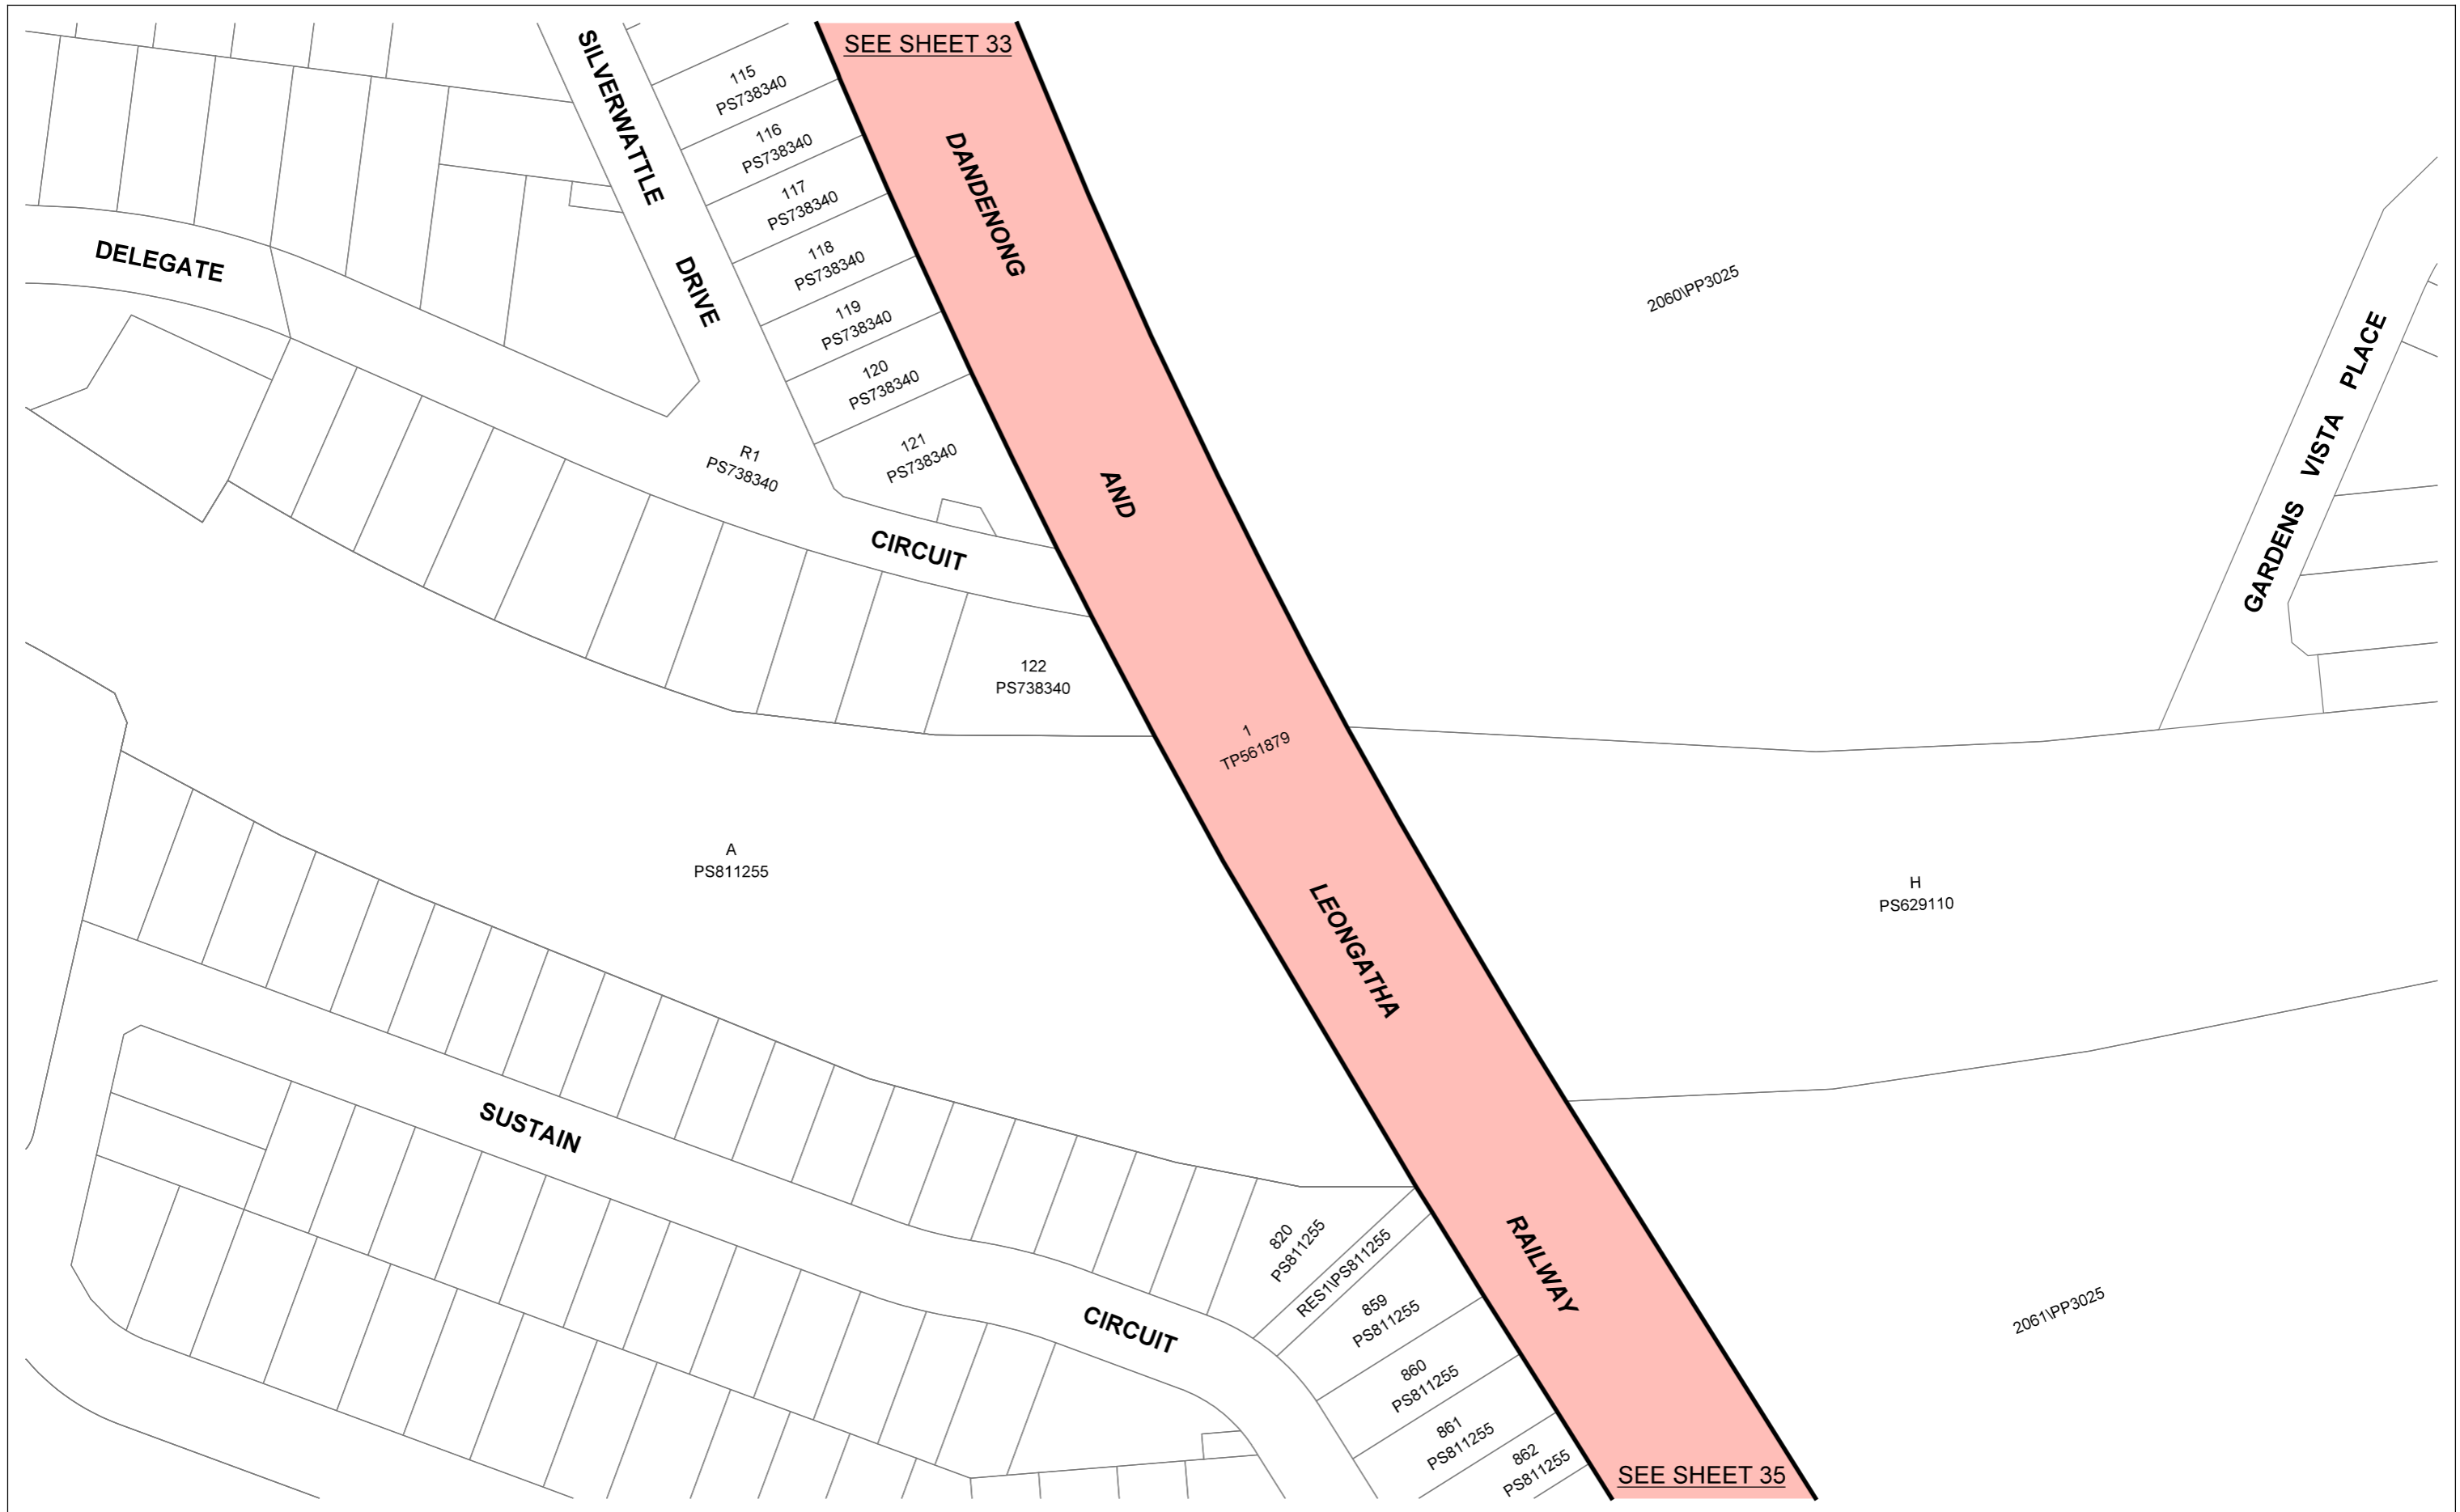 SEE SHEET 33
SILVERWATTLE DRIVE
115
PS738340
116
PS738340
117
PS738340
118
PS738340
119
PS738340
120
PS738340
121
PS738340
DELEGATE CIRCUIT
R1
PS738340
122
PS738340
DANDENONG AND LEONGATHA RAILWAY
1
TP561879
2060\PP3025
GARDENS VISTA PLACE
A
PS811255
H
PS629110
SUSTAIN CIRCUIT
820
PS811255
RES1\PS811255
859
PS811255
860
PS811255
861
PS811255
862
PS811255
2061\PP3025
SEE SHEET 35